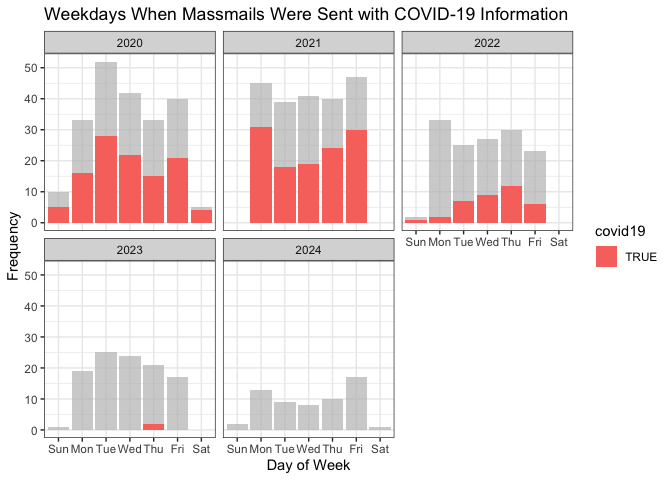 Weekdays When Massmails Were Sent with COVID-19 Information
2020 2021 2022
50
40
30
20
10
0
Sun Mon Tue Wed Thu Fri Sat
2023 2024
50
40
30
20
10
0
Sun Mon Tue Wed Thu Fri Sat Sun Mon Tue Wed Thu Fri Sat
Frequency
Day of Week
covid19
TRUE